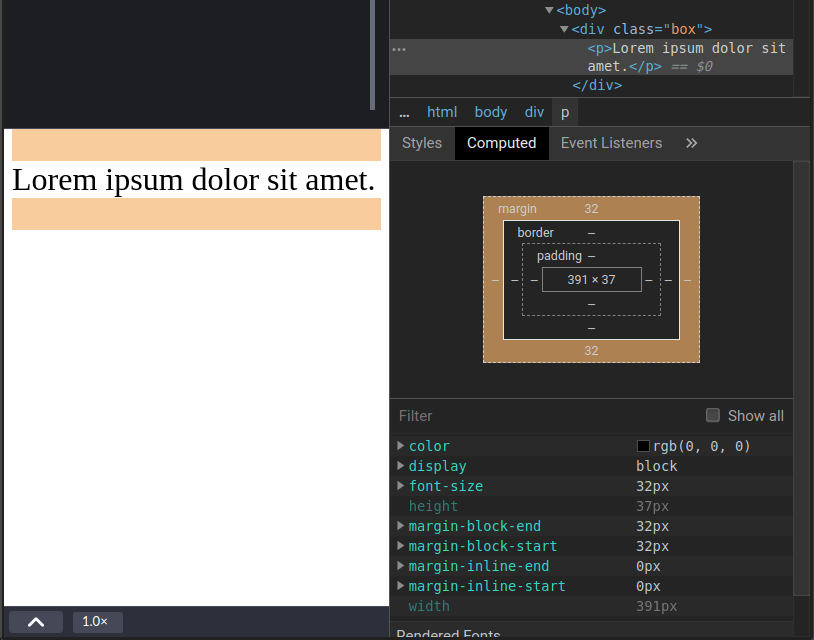 <body>
<div class="box">
… <p>Lorem ipsum dolor sit
amet.</p> == $0
</div>
… html body div p
Styles Computed Event Listeners »
Lorem ipsum dolor sit amet.
margin 32
border –
padding –
– – – 391 × 37 – – –
–
–
32
Filter Show all
color rgb(0, 0, 0)
display block
font-size 32px
height 37px
margin-block-end 32px
margin-block-start 32px
margin-inline-end 0px
margin-inline-start 0px
width 391px
1.0×
Rendered Fonts